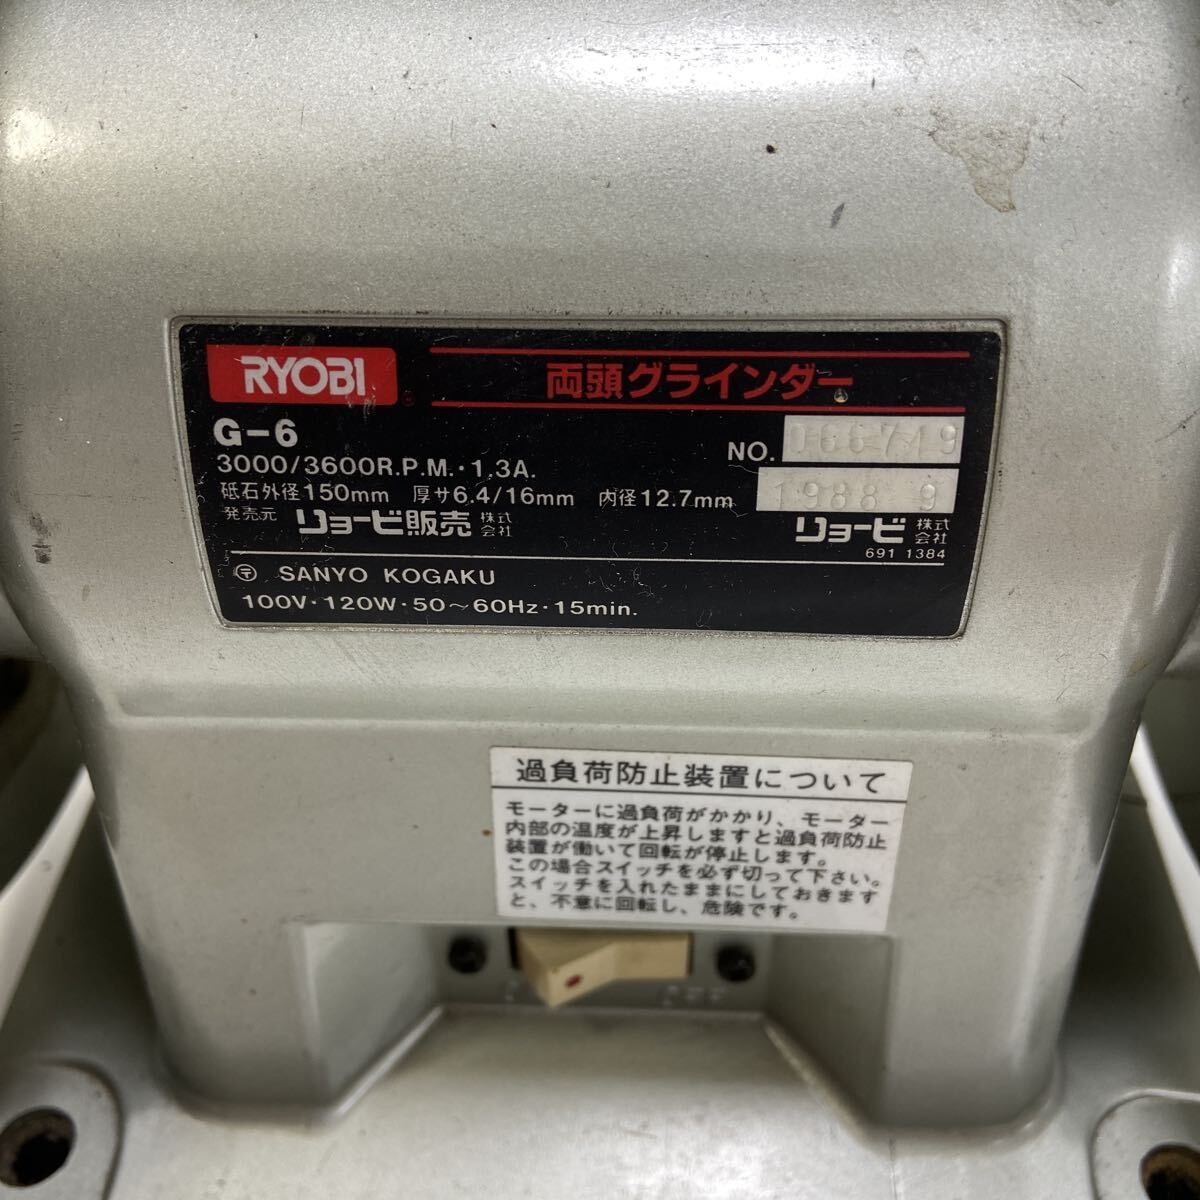 RYOBI 両頭グラインダー
G-6
NO. 066719
3000/3600R.P.M.・1.3A.
砥石外径150mm 厚サ6.4/16mm 内径12.7mm
1988 9
発売元 リョービ販売株式会社
リョービ株式会社
691 1384
〒 SANYO KOGAKU
100V・120W・50～60Hz・15min.
過負荷防止装置について
モーターに過負荷がかかり、モーター
内部の温度が上昇しますと過負荷防止
装置が働いて回転が停止します。
この場合スイッチを必ず切って下さい。
スイッチを入れたままにしておきます
と、不意に回転し、危険です。
OFF